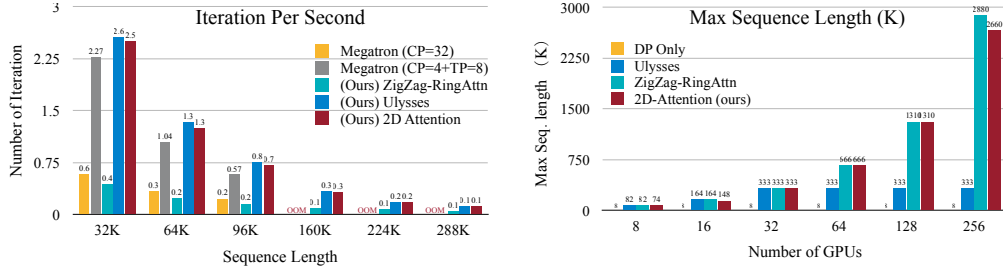 Iteration Per Second
Number of Iteration
3
2.25
1.5
0.75
0
Megatron (CP=32)
Megatron (CP=4+TP=8)
(Ours) ZigZag-RingAttn
(Ours) Ulysses
(Ours) 2D Attention
0.6 2.27 0.4 2.6 2.5
0.3 1.04 0.2 1.3 1.3
0.2 0.57 0.2 0.8 0.7
OOM 0.1 0.3 0.3
OOM 0.1 0.2 0.2
OOM 0.1 0.1 0.1
32K 64K 96K 160K 224K 288K
Sequence Length
Max Sequence Length (K)
Max Seq. length (K)
3000
2250
1500
750
0
DP Only
Ulysses
ZigZag-RingAttn
2D-Attention (ours)
8 82 82 74
8 164 164 148
8 333 333 333
8 333 666 666
8 333 1310 1310
8 333 2880 2660
8 16 32 64 128 256
Number of GPUs